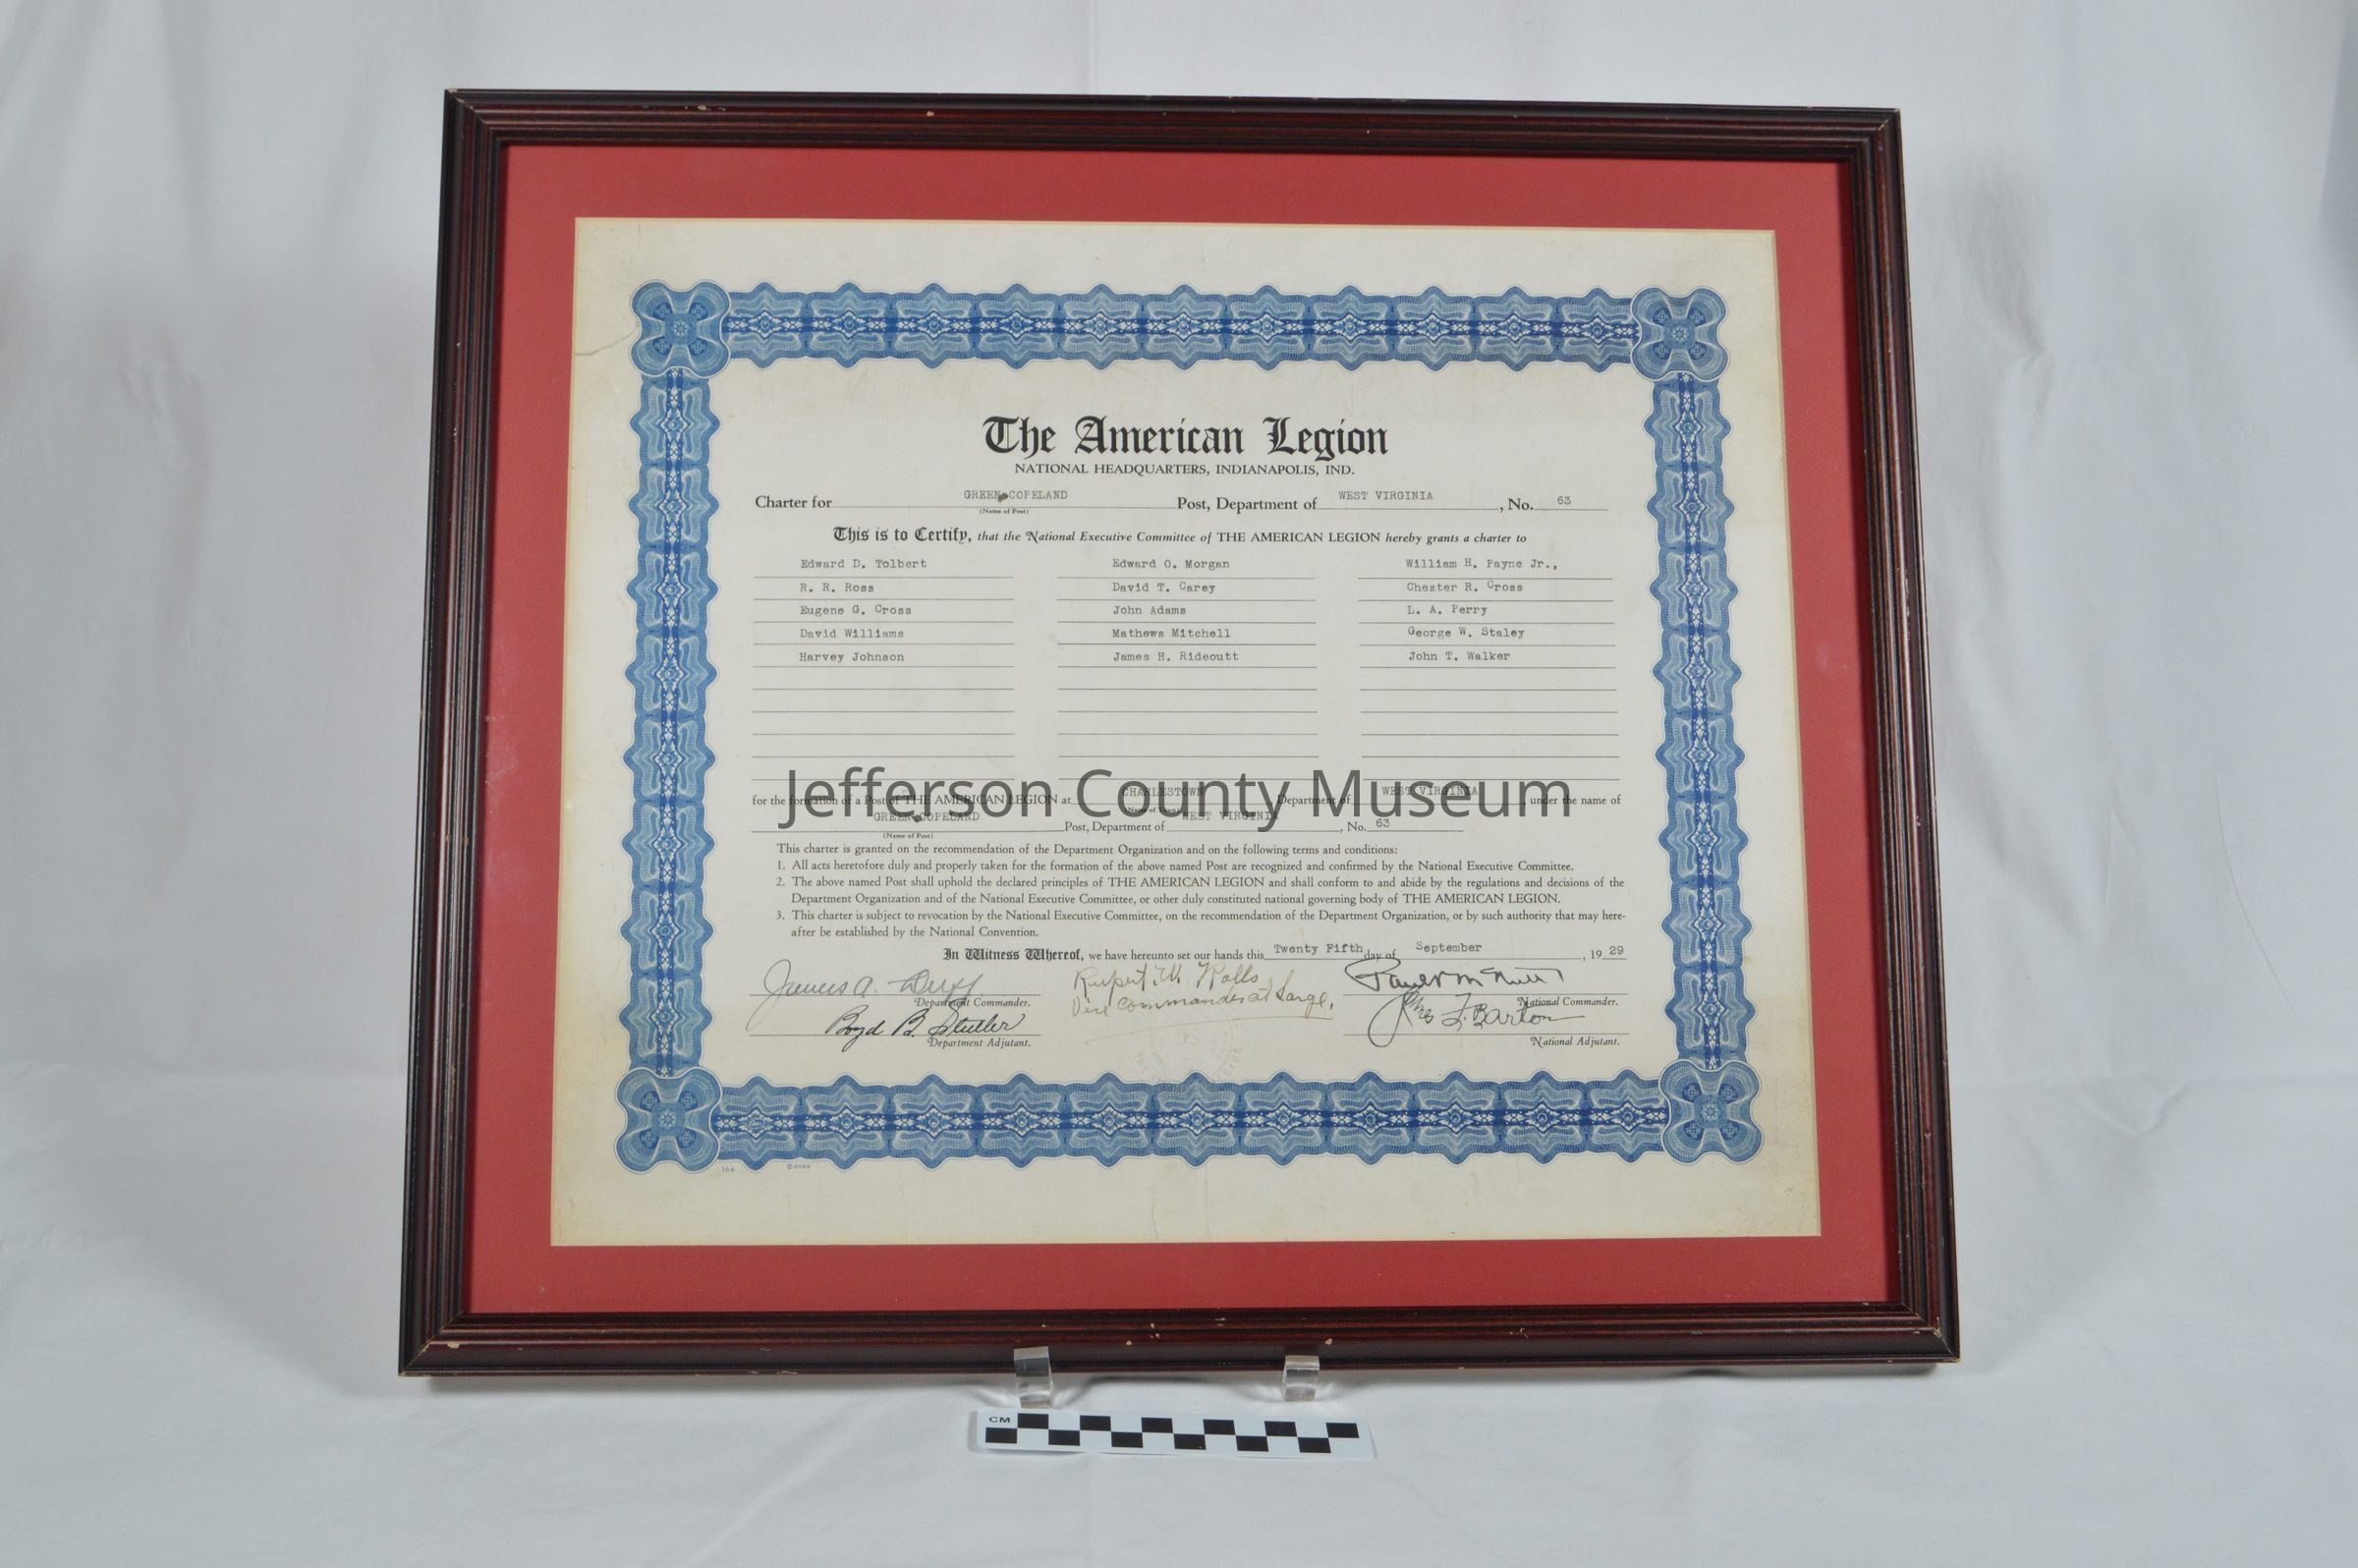 The American Legion
NATIONAL HEADQUARTERS, INDIANAPOLIS, IND.
Charter for GREEN COPELAND Post, Department of WEST VIRGINIA, No. 63
(Name of Post)
This is to Certify, that the National Executive Committee of THE AMERICAN LEGION hereby grants a charter to
Edward D. Tolbert Edward O. Morgan William H. Payne Jr.,
R. R. Ross David T. Carey Chester R. Cross
Eugene G. Cross John Adams L. A. Perry
David Williams Mathews Mitchell George W. Staley
Harvey Johnson James H. Rideoutt John T. Walker
Jefferson County Museum
for the formation of a Post of THE AMERICAN LEGION at CHARLESTOWN Department of WEST VIRGINIA, under the name of
(Name of Town)
GREEN COPELAND Post, Department of WEST VIRGINIA, No. 63
(Name of Post)
This charter is granted on the recommendation of the Department Organization and on the following terms and conditions:
1. All acts heretofore duly and properly taken for the formation of the above named Post are recognized and confirmed by the National Executive Committee.
2. The above named Post shall uphold the declared principles of THE AMERICAN LEGION and shall conform to and abide by the regulations and decisions of the
Department Organization and of the National Executive Committee, or other duly constituted national governing body of THE AMERICAN LEGION.
3. This charter is subject to revocation by the National Executive Committee, on the recommendation of the Department Organization, or by such authority that may here-
after be established by the National Convention.
In Witness Whereof, we have hereunto set our hands this Twenty Fifth day of September, 19 29
James A. Rupert M. Rolls Paul V McNutt
Department Commander. Vice Commander at Large, National Commander.
Boyd B. Stutler Jas F. Barton
Department Adjutant. National Adjutant.
164
CM